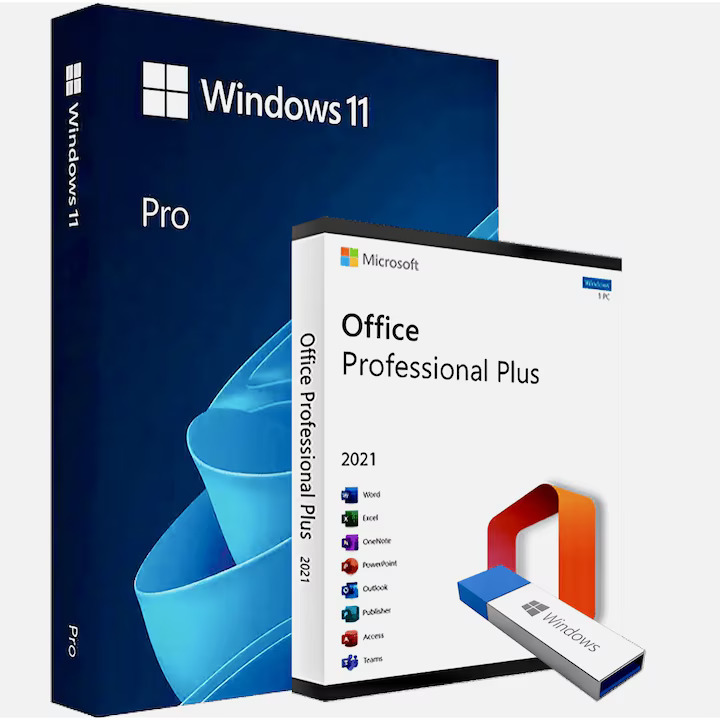 Windows 11
Pro
Windows 11
Pro
Microsoft
Windows
1 PC
Office
Professional Plus
2021
Word
Excel
OneNote
PowerPoint
Outlook
Publisher
Access
Teams
Office Professional Plus 2021
Windows